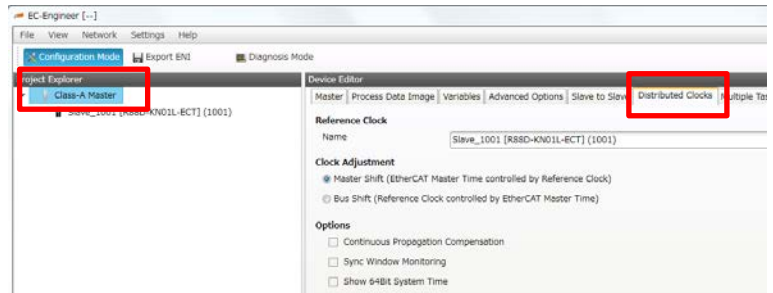 EC-Engineer [--]
File View Network Settings Help
Configuration Mode Export ENI Diagnosis Mode
Project Explorer Device Editor
Class-A Master
Master Process Data Image Variables Advanced Options Slave to Slave Distributed Clocks Multiple Tas
Slave_1001 [R88D-KN01L-ECT] (1001)
Reference Clock
Name Slave_1001 [R88D-KN01L-ECT] (1001)
Clock Adjustment
Master Shift (EtherCAT Master Time controlled by Reference Clock)
Bus Shift (Reference Clock controlled by EtherCAT Master Time)
Options
Continuous Propagation Compensation
Sync Window Monitoring
Show 64Bit System Time